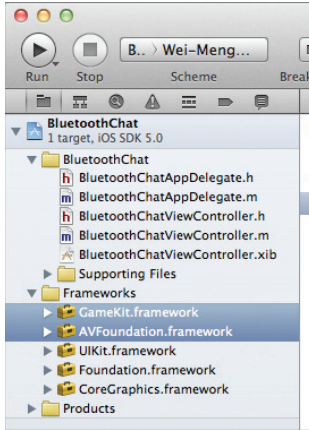 B.. Wei-Meng...
Run Stop Scheme Break
BluetoothChat
1 target, iOS SDK 5.0
BluetoothChat
h BluetoothChatAppDelegate.h
m BluetoothChatAppDelegate.m
h BluetoothChatViewController.h
m BluetoothChatViewController.m
BluetoothChatViewController.xib
Supporting Files
Frameworks
GameKit.framework
AVFoundation.framework
UIKit.framework
Foundation.framework
CoreGraphics.framework
Products